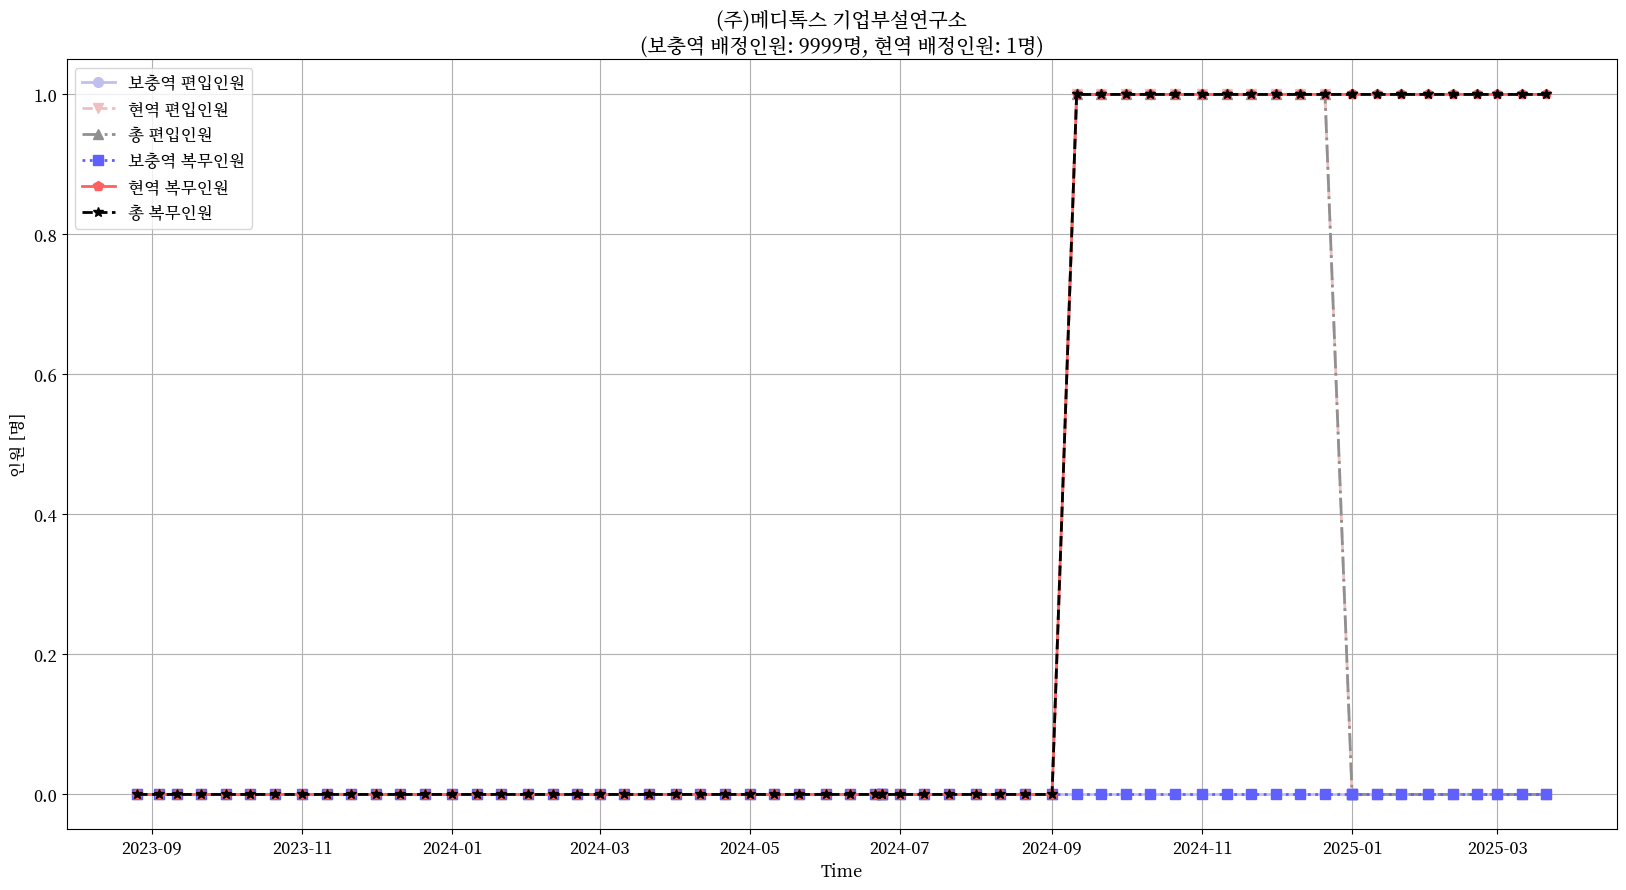 (주)메디톡스 기업부설연구소
(보충역 배정인원: 9999명, 현역 배정인원: 1명)
보충역 편입인원
현역 편입인원
총 편입인원
보충역 복무인원
현역 복무인원
총 복무인원
1.0
0.8
0.6
0.4
0.2
0.0
인원 [명]
2023-09
2023-11
2024-01
2024-03
2024-05
2024-07
2024-09
2024-11
2025-01
2025-03
Time